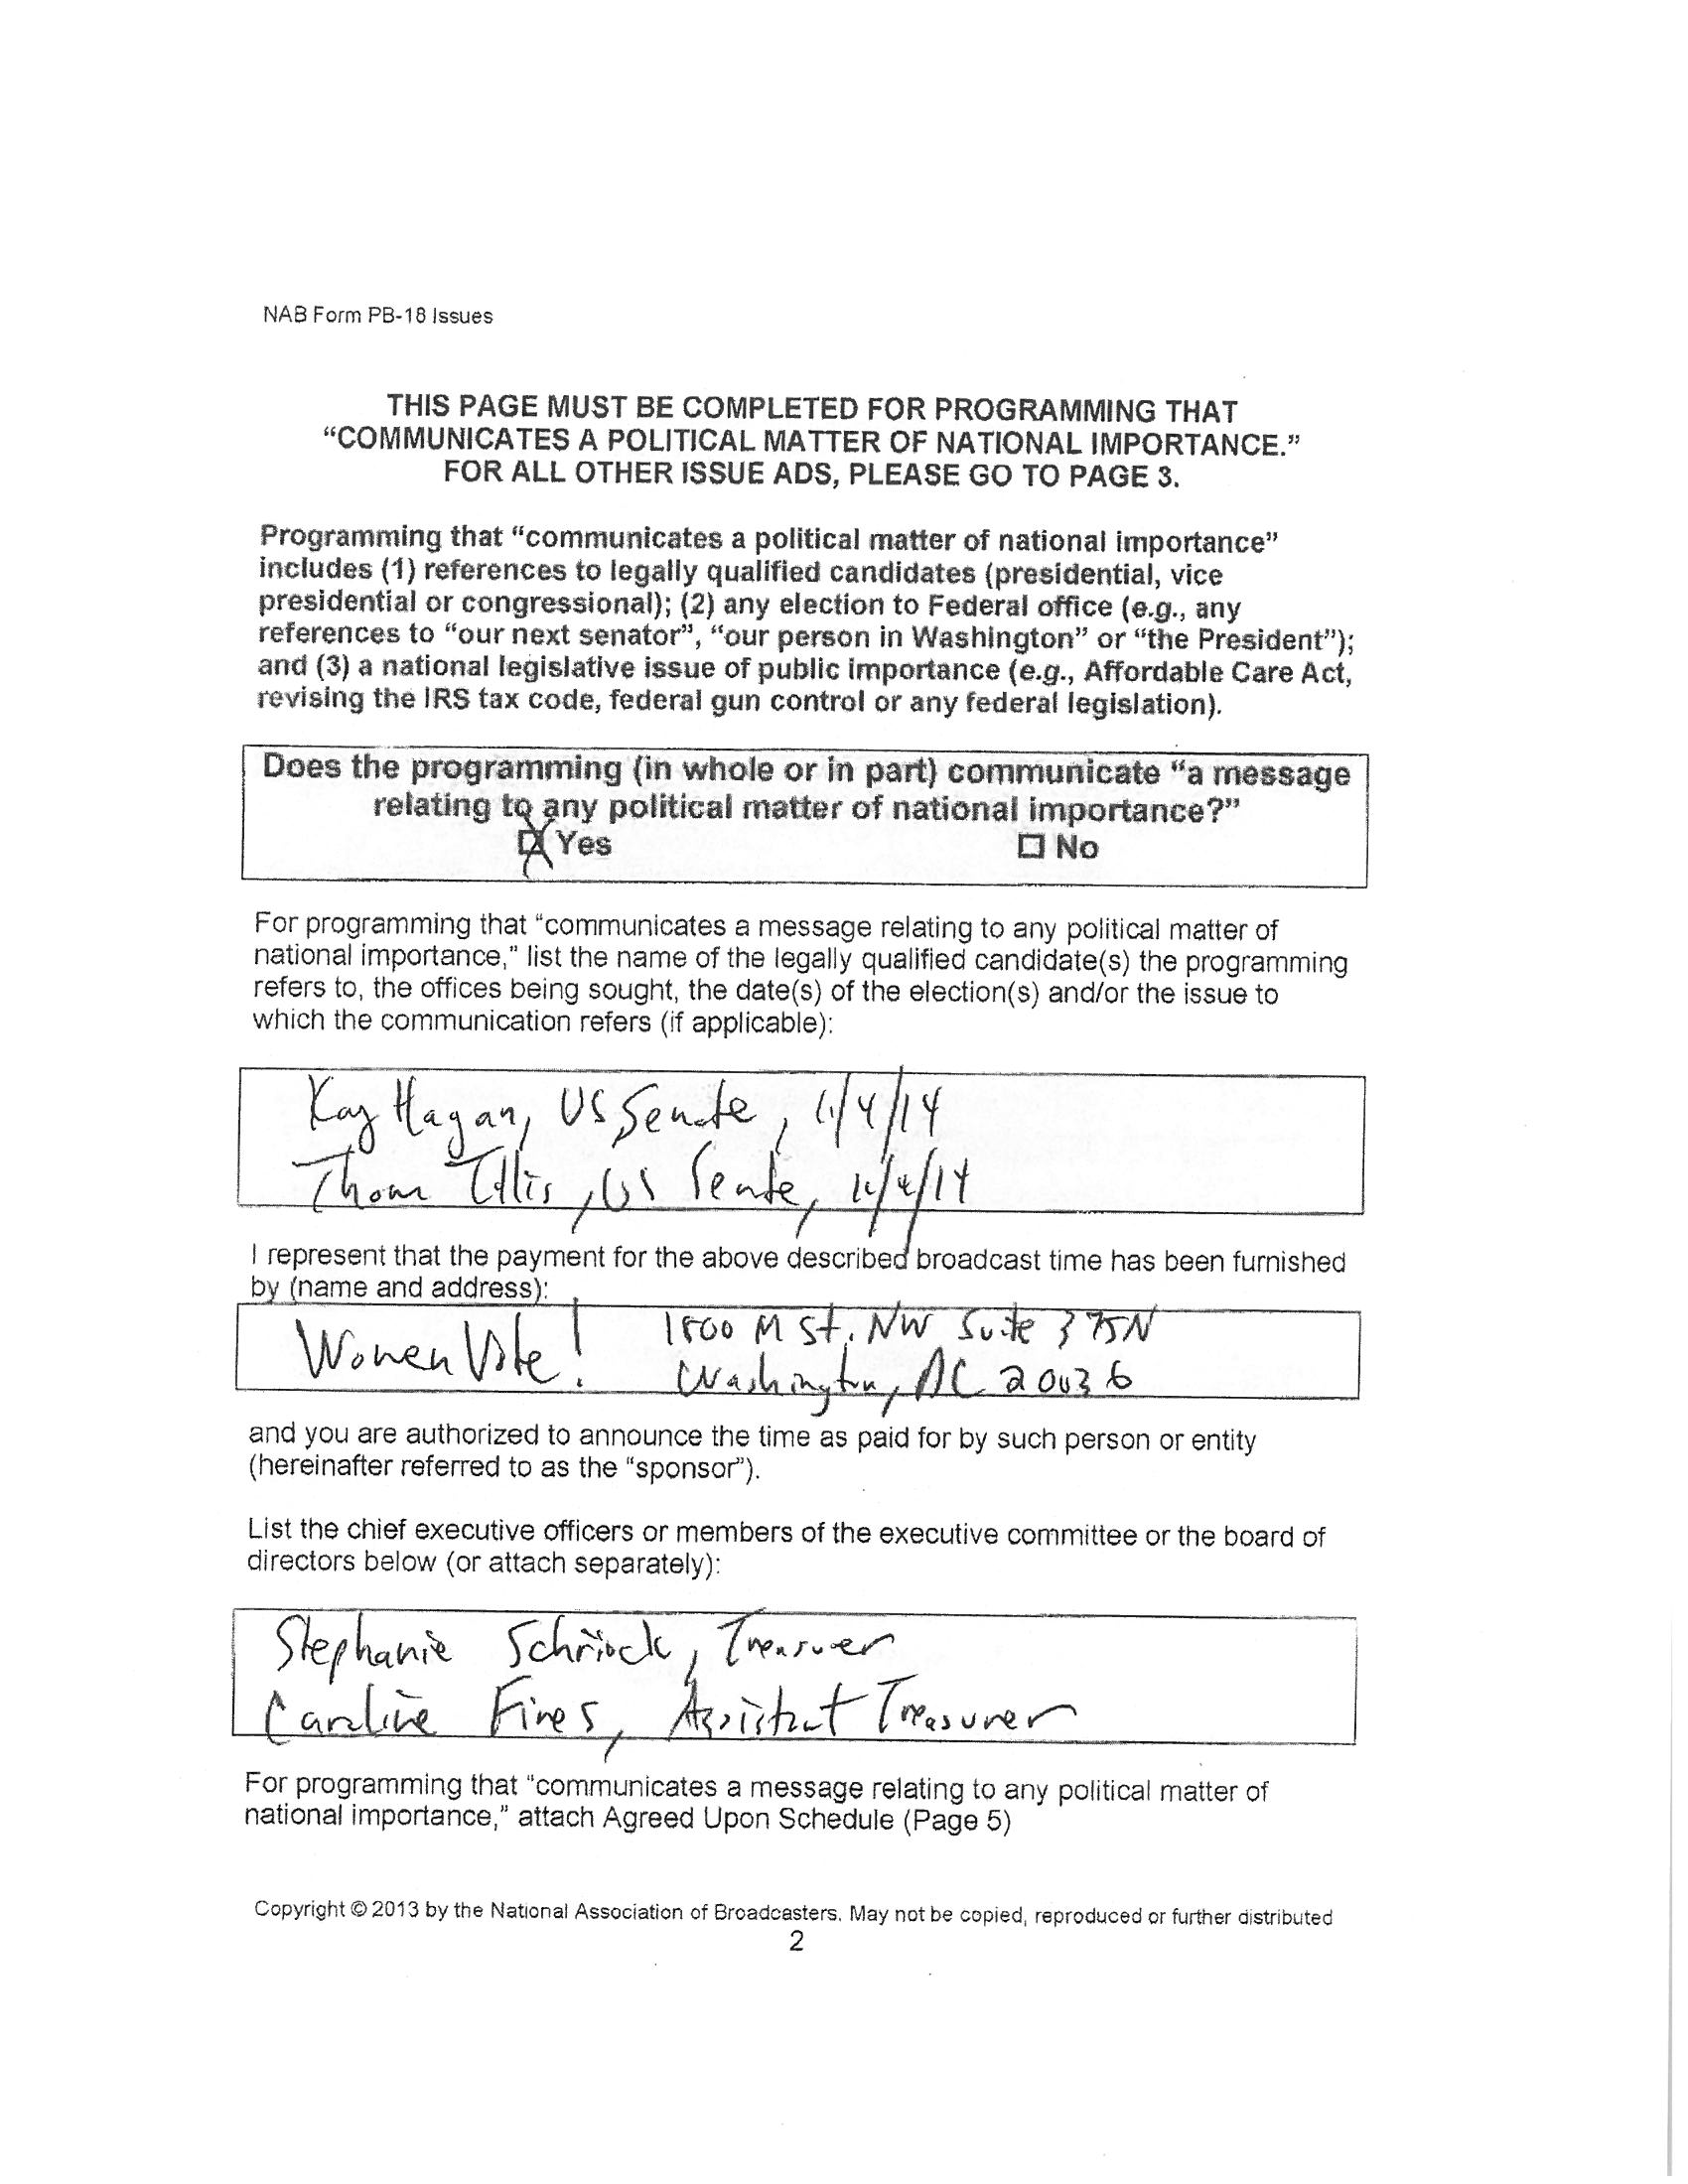 NAB Form PB-18 Issues
THIS PAGE MUST BE COMPLETED FOR PROGRAMMING THAT
“COMMUNICATES A POLITICAL MATTER OF NATIONAL IMPORTANCE.”
FOR ALL OTHER ISSUE ADS, PLEASE GO TO PAGE 3.
Programming that “communicates a political matter of national importance”
includes (1) references to legally qualified candidates (presidential, vice
presidential or congressional); (2) any election to Federal office (e.g., any
references to “our next senator”, “our person in Washington” or “the President”);
and (3) a national legislative issue of public importance (e.g., Affordable Care Act,
revising the IRS tax code, federal gun control or any federal legislation).
Does the programming (in whole or in part) communicate “a message
relating to any political matter of national importance?”
☒ Yes ☐ No
For programming that “communicates a message relating to any political matter of
national importance,” list the name of the legally qualified candidate(s) the programming
refers to, the offices being sought, the date(s) of the election(s) and/or the issue to
which the communication refers (if applicable):
Kay Hagan, US Senate, 11/4/14
Thom Tillis, US Senate, 11/4/14
I represent that the payment for the above described broadcast time has been furnished
by (name and address):
Women Vote! 1800 M St. NW Suite 375N
Washington, DC 20036
and you are authorized to announce the time as paid for by such person or entity
(hereinafter referred to as the “sponsor”).
List the chief executive officers or members of the executive committee or the board of
directors below (or attach separately):
Stephanie Schriock, Treasurer
Caroline Fines, Assistant Treasurer
For programming that “communicates a message relating to any political matter of
national importance,” attach Agreed Upon Schedule (Page 5)
Copyright © 2013 by the National Association of Broadcasters. May not be copied, reproduced or further distributed
2